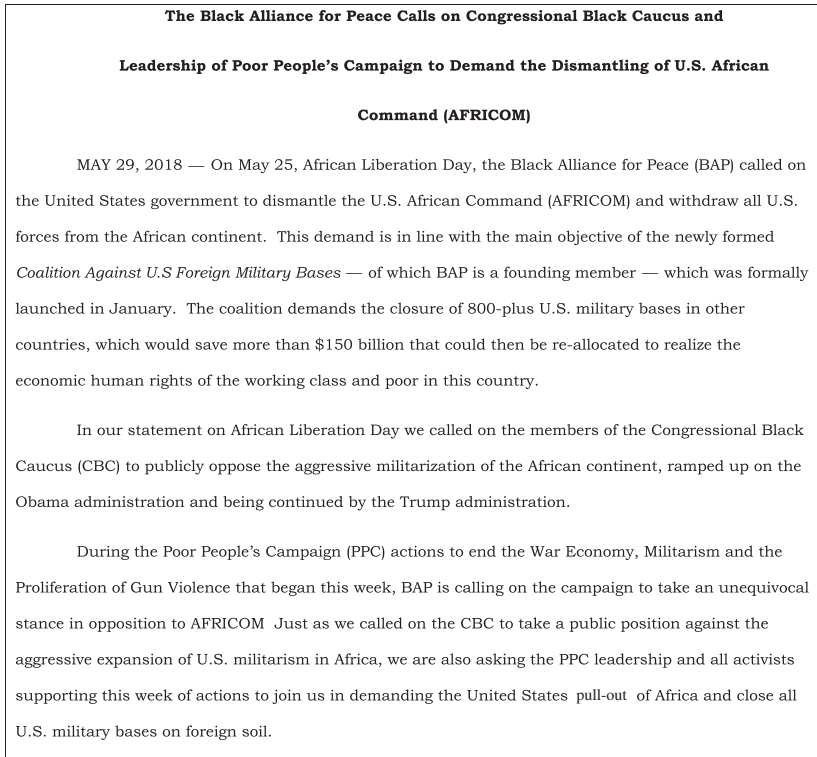 The Black Alliance for Peace Calls on Congressional Black Caucus and
Leadership of Poor People’s Campaign to Demand the Dismantling of U.S. African
Command (AFRICOM)
MAY 29, 2018 — On May 25, African Liberation Day, the Black Alliance for Peace (BAP) called on
the United States government to dismantle the U.S. African Command (AFRICOM) and withdraw all U.S.
forces from the African continent.  This demand is in line with the main objective of the newly formed
Coalition Against U.S Foreign Military Bases — of which BAP is a founding member — which was formally
launched in January.  The coalition demands the closure of 800-plus U.S. military bases in other
countries, which would save more than $150 billion that could then be re-allocated to realize the
economic human rights of the working class and poor in this country.
In our statement on African Liberation Day we called on the members of the Congressional Black
Caucus (CBC) to publicly oppose the aggressive militarization of the African continent, ramped up on the
Obama administration and being continued by the Trump administration.
During the Poor People’s Campaign (PPC) actions to end the War Economy, Militarism and the
Proliferation of Gun Violence that began this week, BAP is calling on the campaign to take an unequivocal
stance in opposition to AFRICOM  Just as we called on the CBC to take a public position against the
aggressive expansion of U.S. militarism in Africa, we are also asking the PPC leadership and all activists
supporting this week of actions to join us in demanding the United States pull-out of Africa and close all
U.S. military bases on foreign soil.